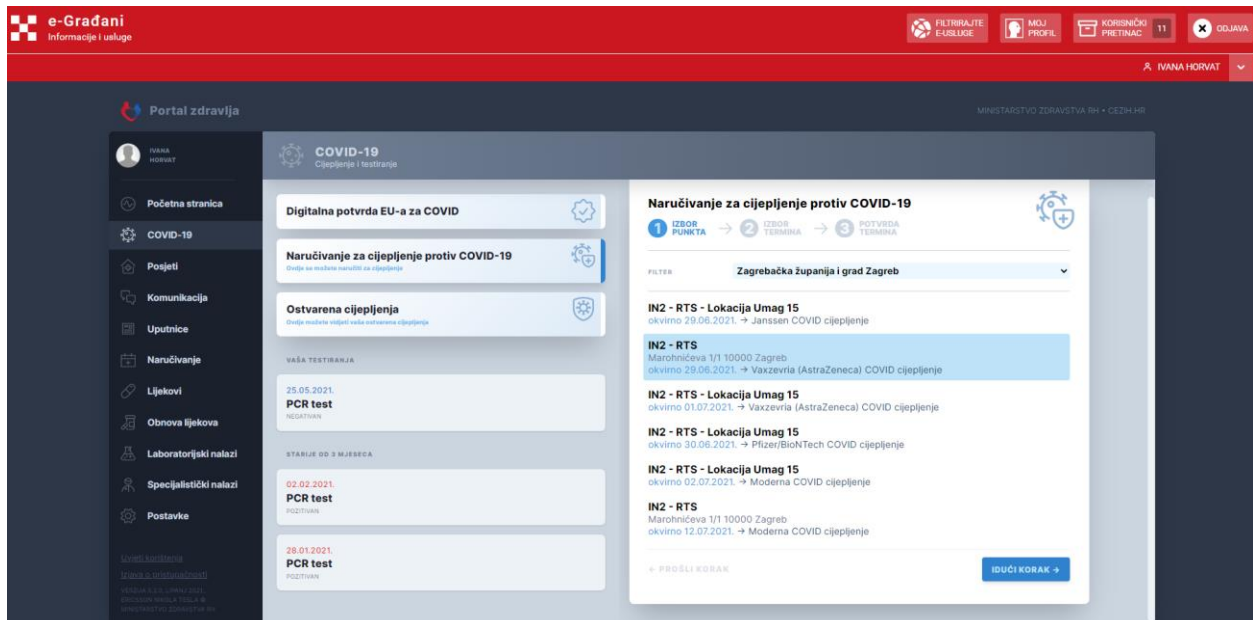 e-Građani
Informacije i usluge
FILTRIRAJTE
E-USLUGE
MOJ
PROFIL
KORISNIČKI
PRETINAC
11
ODJAVA
IVANA HORVAT
Portal zdravlja
MINISTARSTVO ZDRAVSTVA RH • CEZIH.HR
IVANA
HORVAT
Početna stranica
COVID-19
Posjeti
Komunikacija
Uputnice
Naručivanje
Lijekovi
Obnova lijekova
Laboratorijski nalazi
Specijalistički nalazi
Postavke
Uvjeti korištenja
Izjava o pristupačnosti
ERICSSON NIKOLA TESLA &
MINISTARSTVO ZDRAVSTVA RH
COVID-19
Cijepljenje i testiranje
Digitalna potvrda EU-a za COVID
Naručivanje za cijepljenje protiv COVID-19
Ovdje se možete naručiti za cijepljenje
Ostvarena cijepljenja
Ovdje možete vidjeti vaša ostvarena cijepljenja
VAŠA TESTIRANJA
25.05.2021.
PCR test
NEGATIVAN
STARIJE OD 3 MJESECA
02.02.2021.
PCR test
POZITIVAN
28.01.2021.
PCR test
POZITIVAN
Naručivanje za cijepljenje protiv COVID-19
1 IZBOR PUNKTA → 2 IZBOR TERMINA → 3 POTVRDA TERMINA
FILTER Zagrebačka županija i grad Zagreb
IN2 - RTS - Lokacija Umag 15
okvirno 29.06.2021. → Janssen COVID cijepljenje
IN2 - RTS
Marohnićeva 1/1 10000 Zagreb
okvirno 29.06.2021. → Vaxzevria (AstraZeneca) COVID cijepljenje
IN2 - RTS - Lokacija Umag 15
okvirno 01.07.2021. → Vaxzevria (AstraZeneca) COVID cijepljenje
IN2 - RTS - Lokacija Umag 15
okvirno 30.06.2021. → Pfizer/BioNTech COVID cijepljenje
IN2 - RTS - Lokacija Umag 15
okvirno 02.07.2021. → Moderna COVID cijepljenje
IN2 - RTS
Marohnićeva 1/1 10000 Zagreb
okvirno 12.07.2021. → Moderna COVID cijepljenje
← PROŠLI KORAK
IDUĆI KORAK →